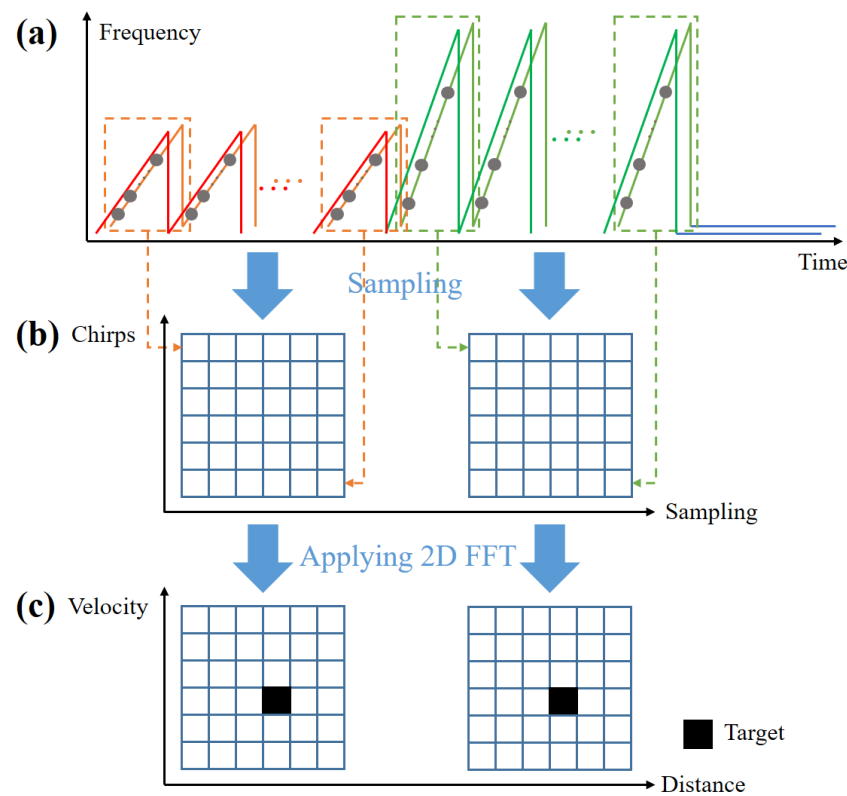 (a)
Frequency
Time
Sampling
(b)
Chirps
Sampling
Applying 2D FFT
(c)
Velocity
Target
Distance